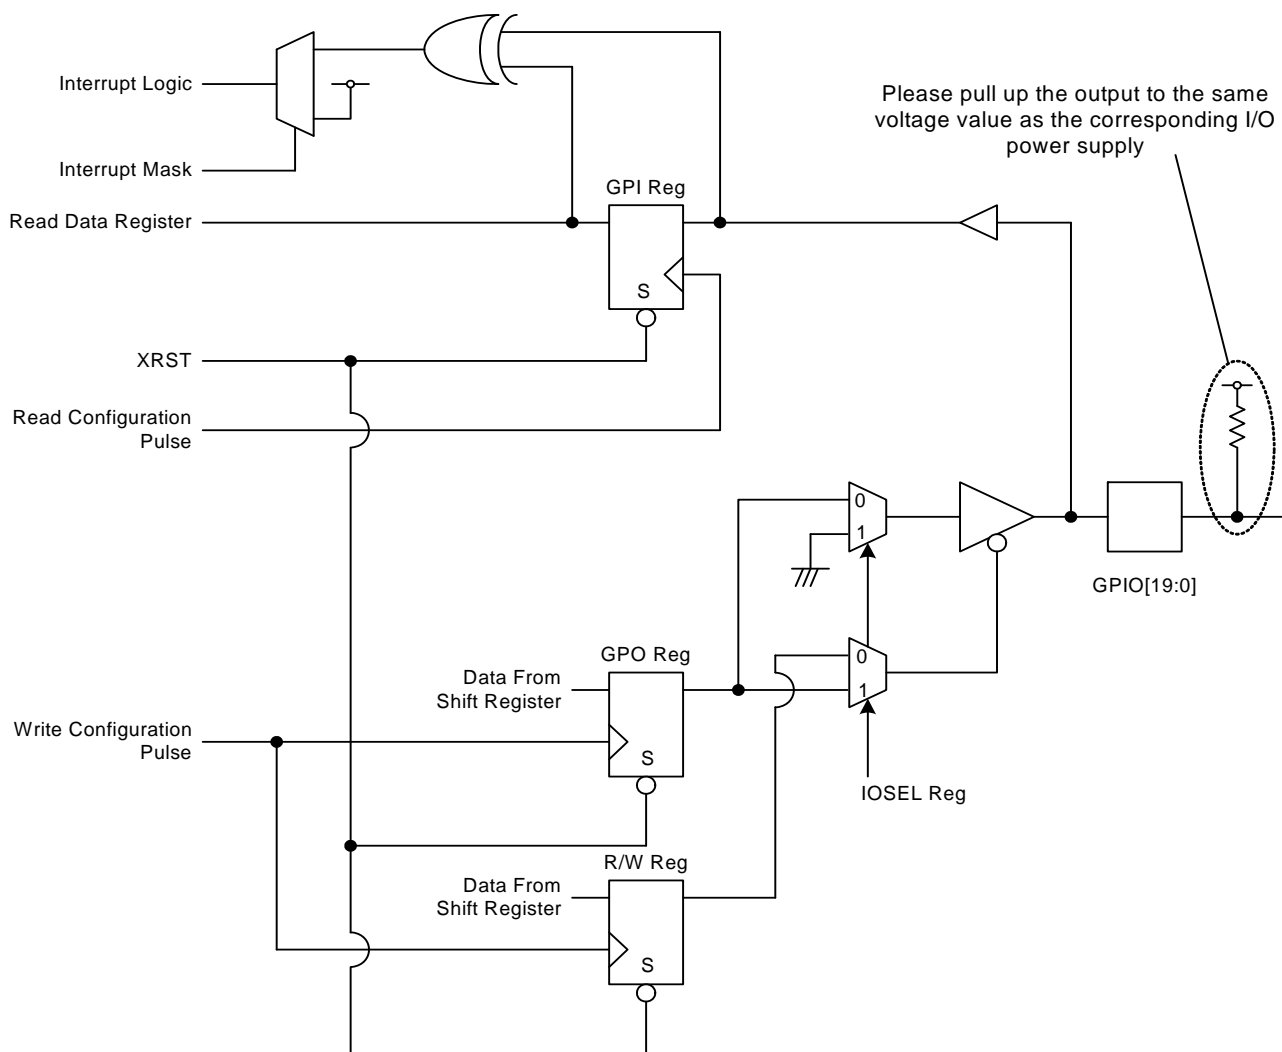 Interrupt Logic
Please pull up the output to the same
voltage value as the corresponding I/O
power supply
Interrupt Mask
GPI Reg
Read Data Register
S
XRST
Read Configuration
Pulse
0
1
GPIO[19:0]
GPO Reg
0
Data From
Shift Register
1
Write Configuration
Pulse
S
IOSEL Reg
R/W Reg
Data From
Shift Register
S